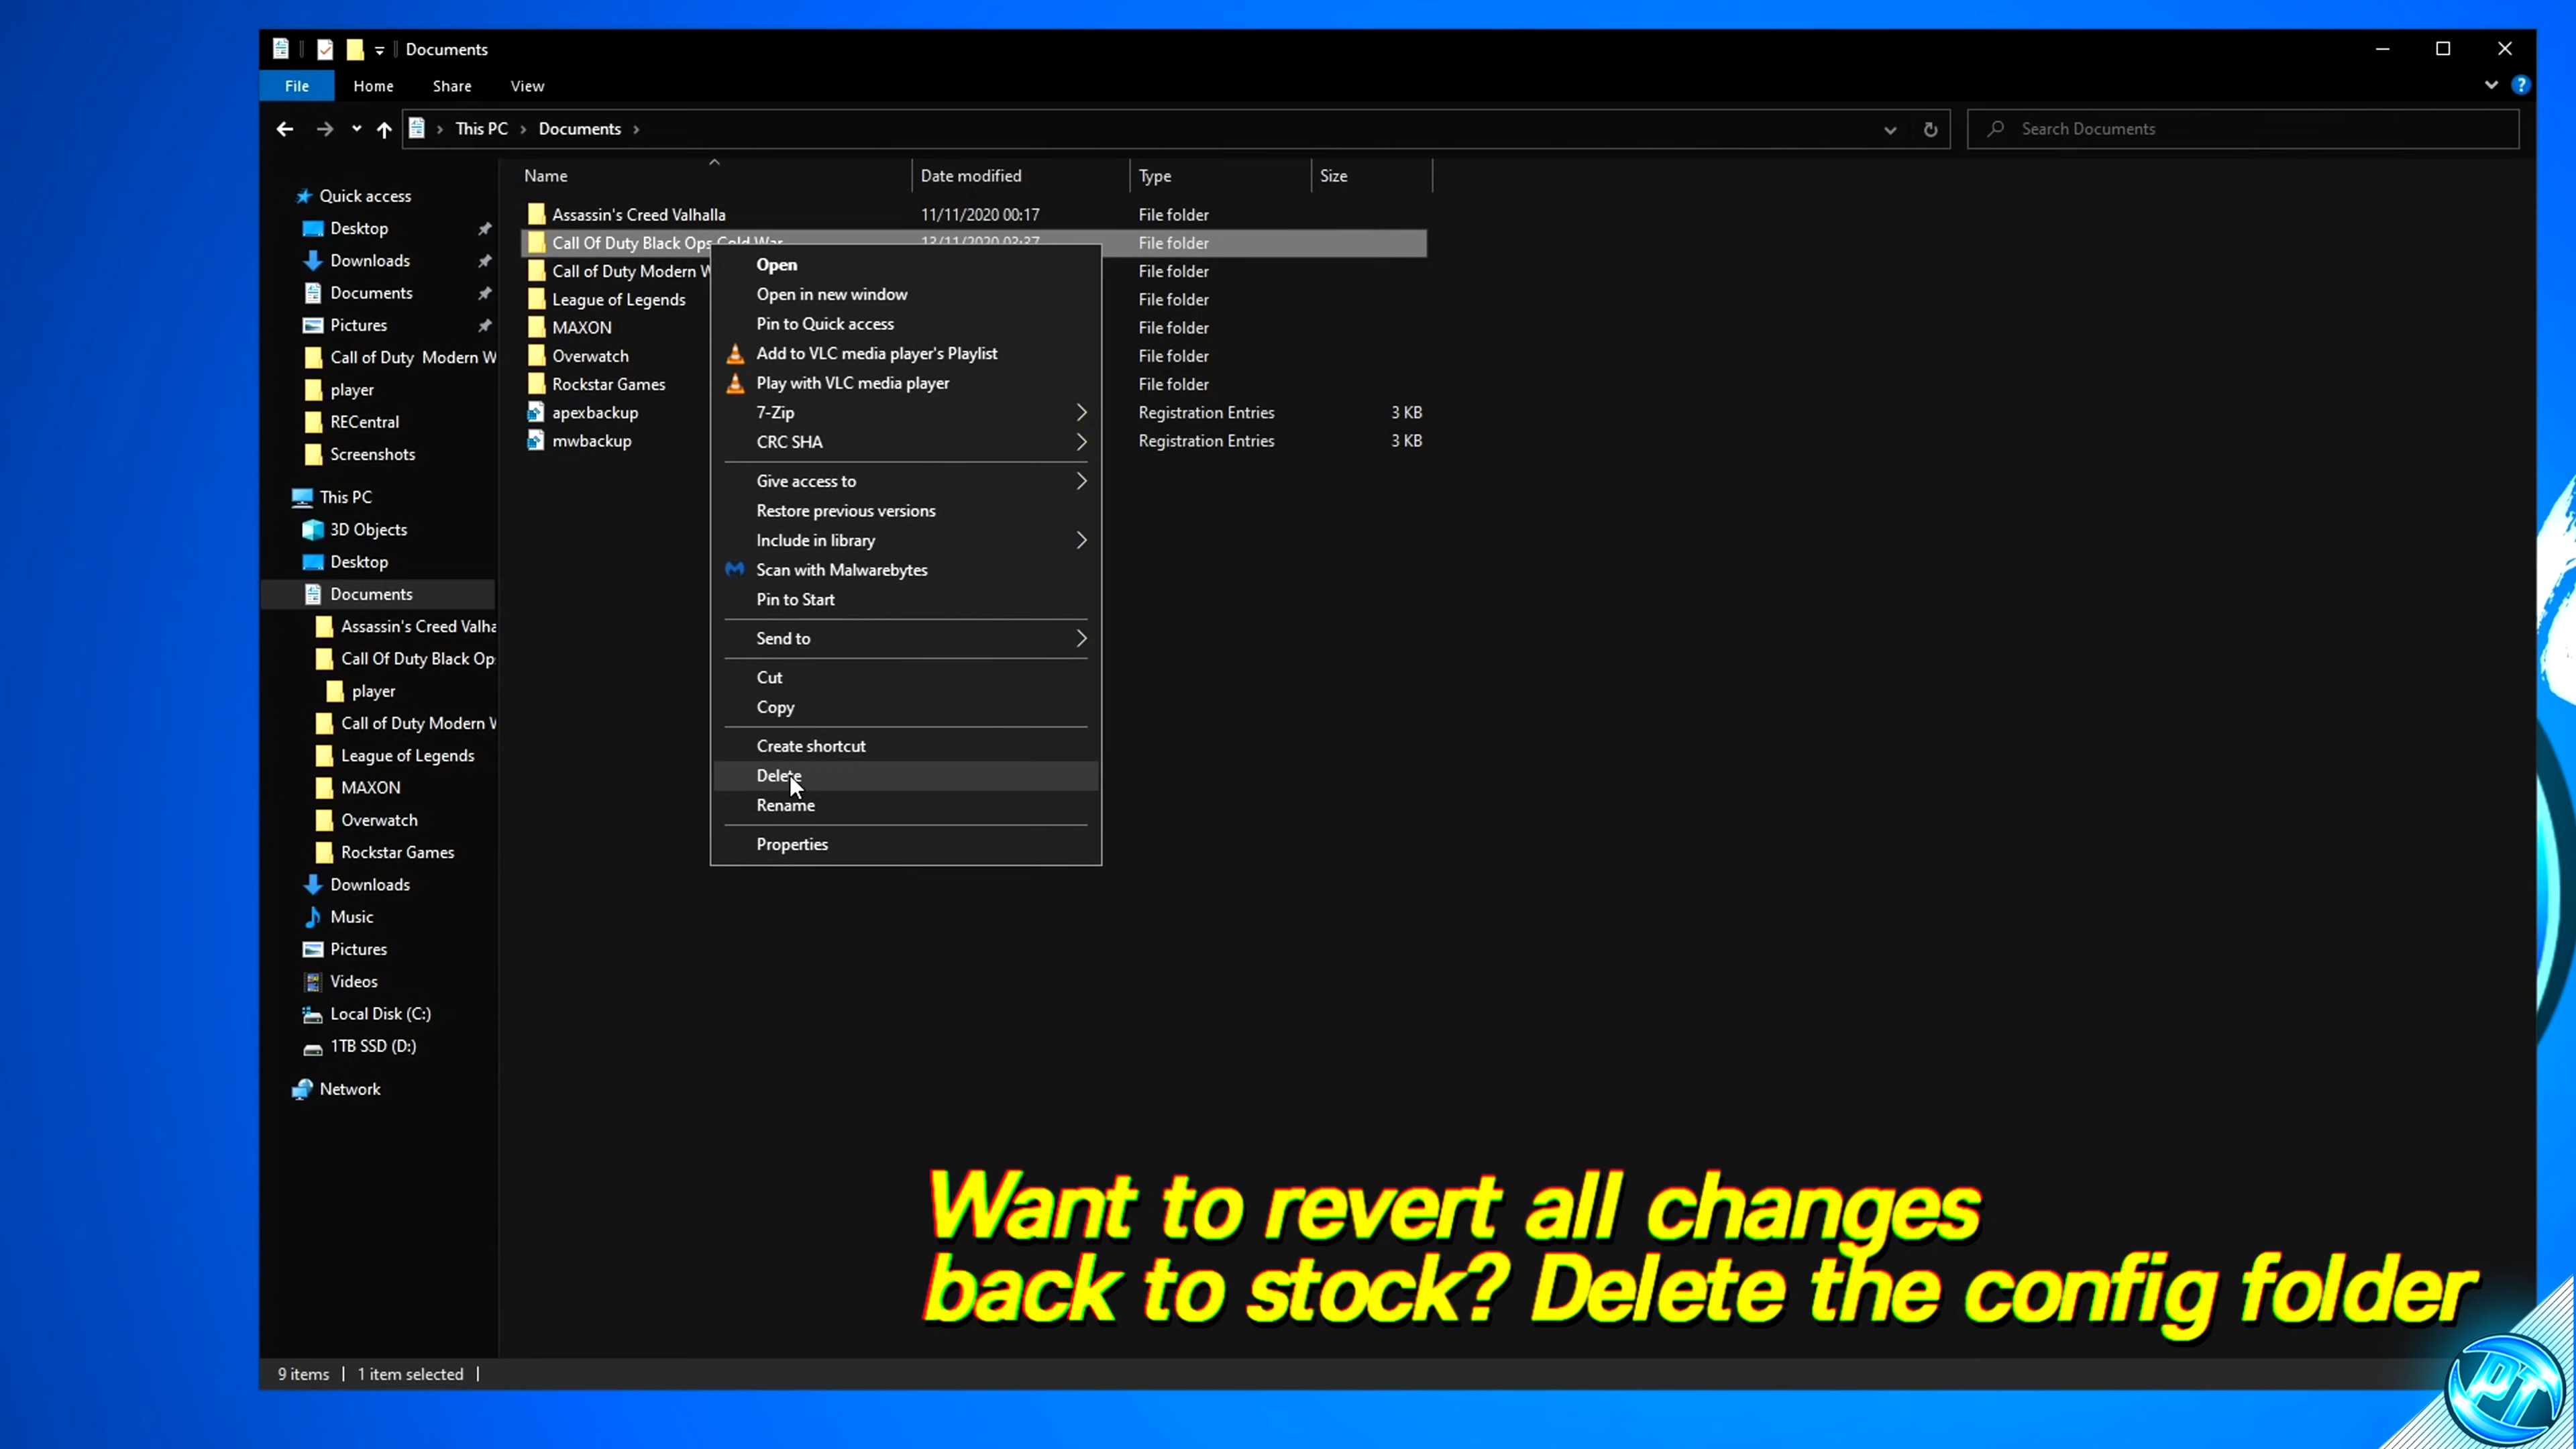 Documents
File Home Share View
This PC Documents
Search Documents
Name Date modified Type Size
Quick access
Desktop
Downloads
Documents
Pictures
Call of Duty Modern W
player
RECentral
Screenshots
This PC
3D Objects
Desktop
Documents
Assassin's Creed Valha
Call Of Duty Black Op
player
Call of Duty Modern W
League of Legends
MAXON
Overwatch
Rockstar Games
Downloads
Music
Pictures
Videos
Local Disk (C:)
1TB SSD (D:)
Network
Assassin's Creed Valhalla 11/11/2020 00:17 File folder
Call Of Duty Black Ops Cold War 13/11/2020 03:37 File folder
Call of Duty Modern W File folder
League of Legends File folder
MAXON File folder
Overwatch File folder
Rockstar Games File folder
apexbackup Registration Entries 3 KB
mwbackup Registration Entries 3 KB
Open
Open in new window
Pin to Quick access
Add to VLC media player's Playlist
Play with VLC media player
7-Zip
CRC SHA
Give access to
Restore previous versions
Include in library
Scan with Malwarebytes
Pin to Start
Send to
Cut
Copy
Create shortcut
Delete
Rename
Properties
Want to revert all changes
back to stock? Delete the config folder
9 items 1 item selected
PT